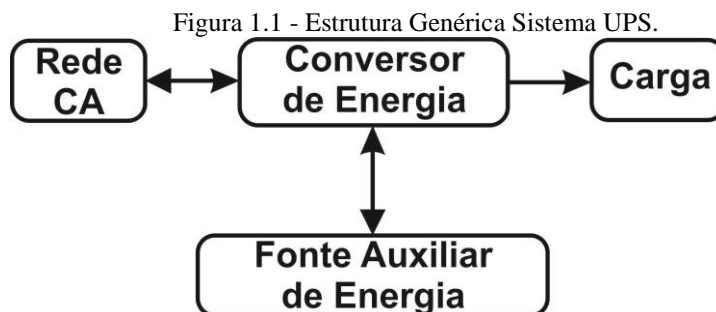 Figura 1.1 - Estrutura Genérica Sistema UPS.
Rede
CA
Conversor
de Energia
Carga
Fonte Auxiliar
de Energia